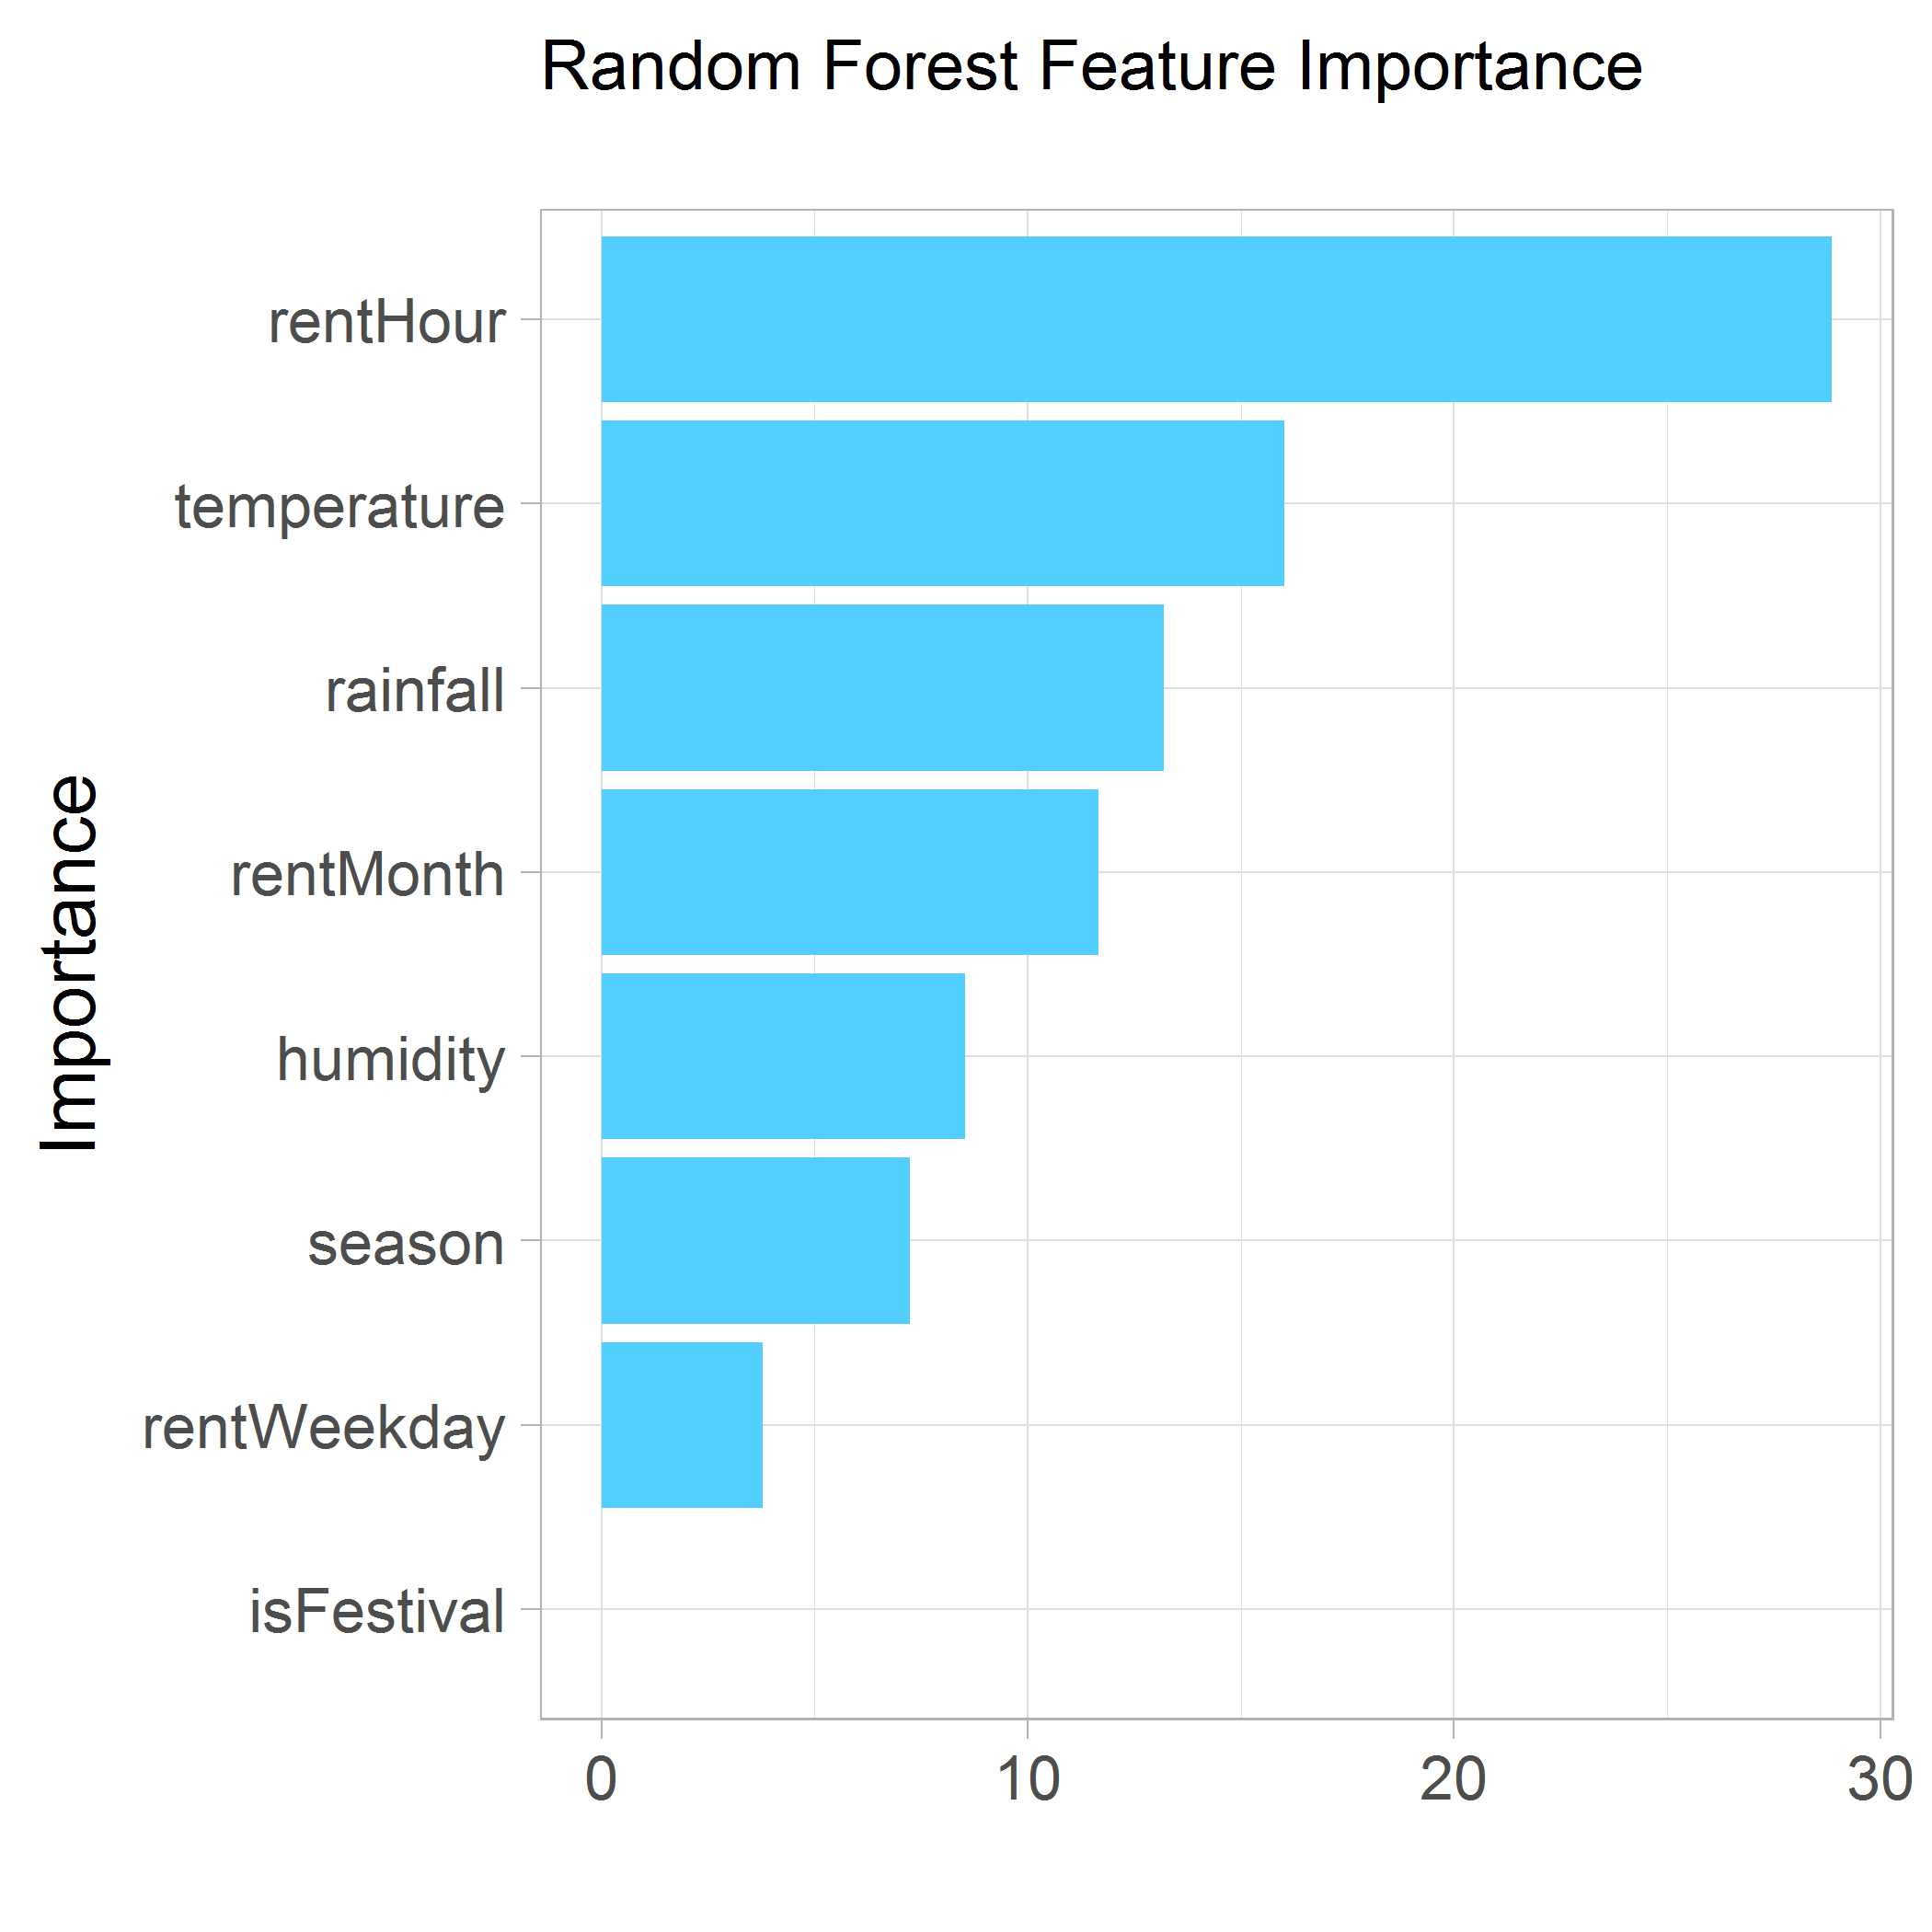 Random Forest Feature Importance
Importance
rentHour
temperature
rainfall
rentMonth
humidity
season
rentWeekday
isFestival
0 10 20 30